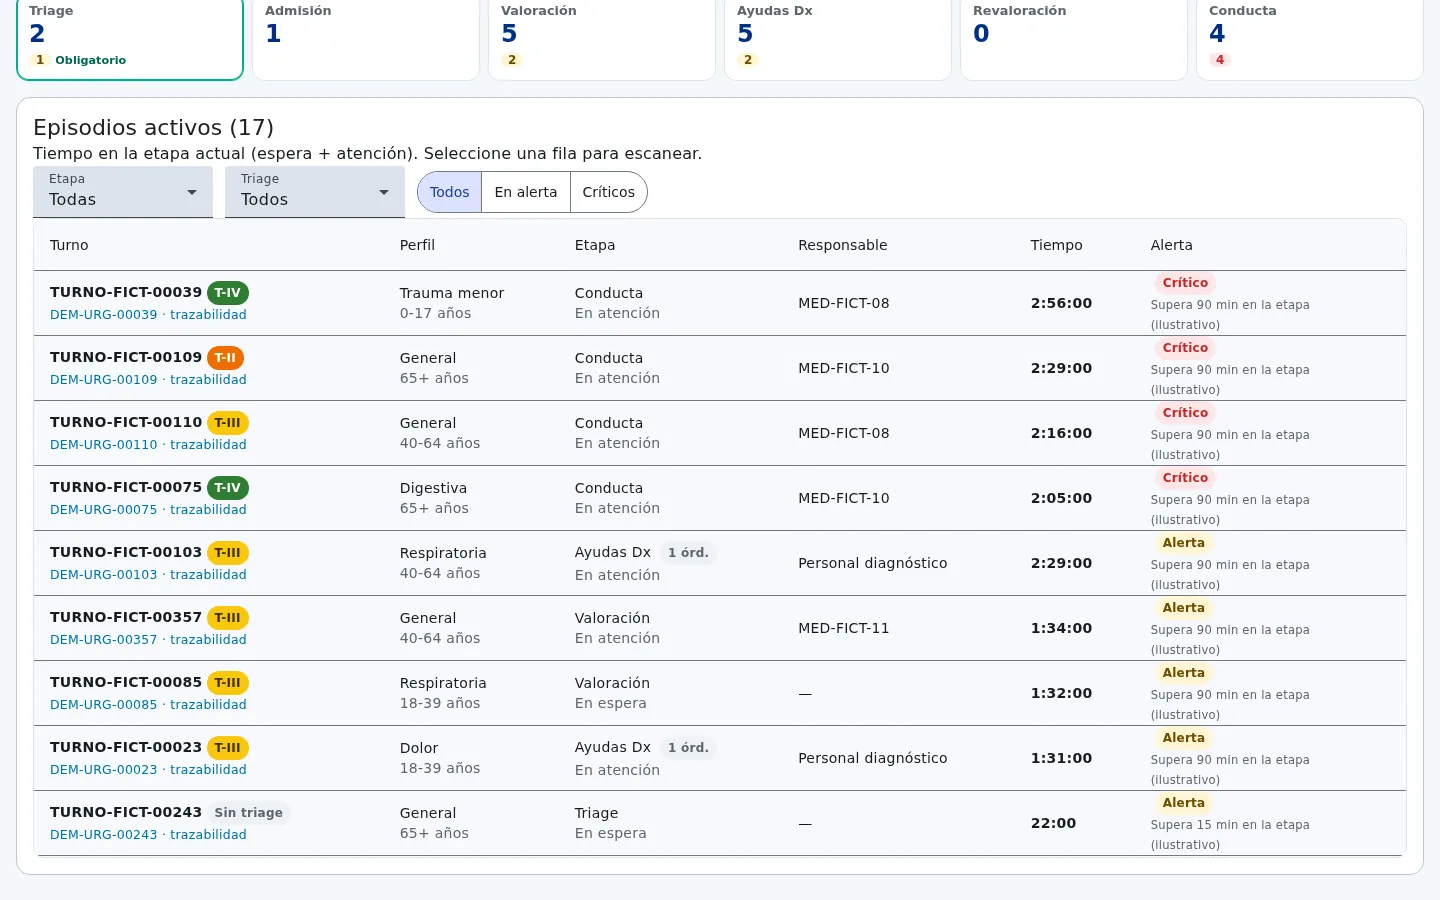 Triage
2
1 Obligatorio
Admisión
1
Valoración
5
2
Ayudas Dx
5
2
Revaloración
0
Conducta
4
4
Episodios activos (17)
Tiempo en la etapa actual (espera + atención). Seleccione una fila para escanear.
Etapa
Todas
Triage
Todos
Todos
En alerta
Críticos
Turno Perfil Etapa Responsable Tiempo Alerta
TURNO-FICT-00039 T-IV
DEM-URG-00039 · trazabilidad
Trauma menor
0-17 años
Conducta
En atención
MED-FICT-08
2:56:00
Crítico
Supera 90 min en la etapa
(ilustrativo)
TURNO-FICT-00109 T-II
DEM-URG-00109 · trazabilidad
General
65+ años
Conducta
En atención
MED-FICT-10
2:29:00
Crítico
Supera 90 min en la etapa
(ilustrativo)
TURNO-FICT-00110 T-III
DEM-URG-00110 · trazabilidad
General
40-64 años
Conducta
En atención
MED-FICT-08
2:16:00
Crítico
Supera 90 min en la etapa
(ilustrativo)
TURNO-FICT-00075 T-IV
DEM-URG-00075 · trazabilidad
Digestiva
65+ años
Conducta
En atención
MED-FICT-10
2:05:00
Crítico
Supera 90 min en la etapa
(ilustrativo)
TURNO-FICT-00103 T-III
DEM-URG-00103 · trazabilidad
Respiratoria
40-64 años
Ayudas Dx 1 órd.
En atención
Personal diagnóstico
2:29:00
Alerta
Supera 90 min en la etapa
(ilustrativo)
TURNO-FICT-00357 T-III
DEM-URG-00357 · trazabilidad
General
40-64 años
Valoración
En atención
MED-FICT-11
1:34:00
Alerta
Supera 90 min en la etapa
(ilustrativo)
TURNO-FICT-00085 T-III
DEM-URG-00085 · trazabilidad
Respiratoria
18-39 años
Valoración
En espera
—
1:32:00
Alerta
Supera 90 min en la etapa
(ilustrativo)
TURNO-FICT-00023 T-III
DEM-URG-00023 · trazabilidad
Dolor
18-39 años
Ayudas Dx 1 órd.
En atención
Personal diagnóstico
1:31:00
Alerta
Supera 90 min en la etapa
(ilustrativo)
TURNO-FICT-00243 Sin triage
DEM-URG-00243 · trazabilidad
General
65+ años
Triage
En espera
—
22:00
Alerta
Supera 15 min en la etapa
(ilustrativo)